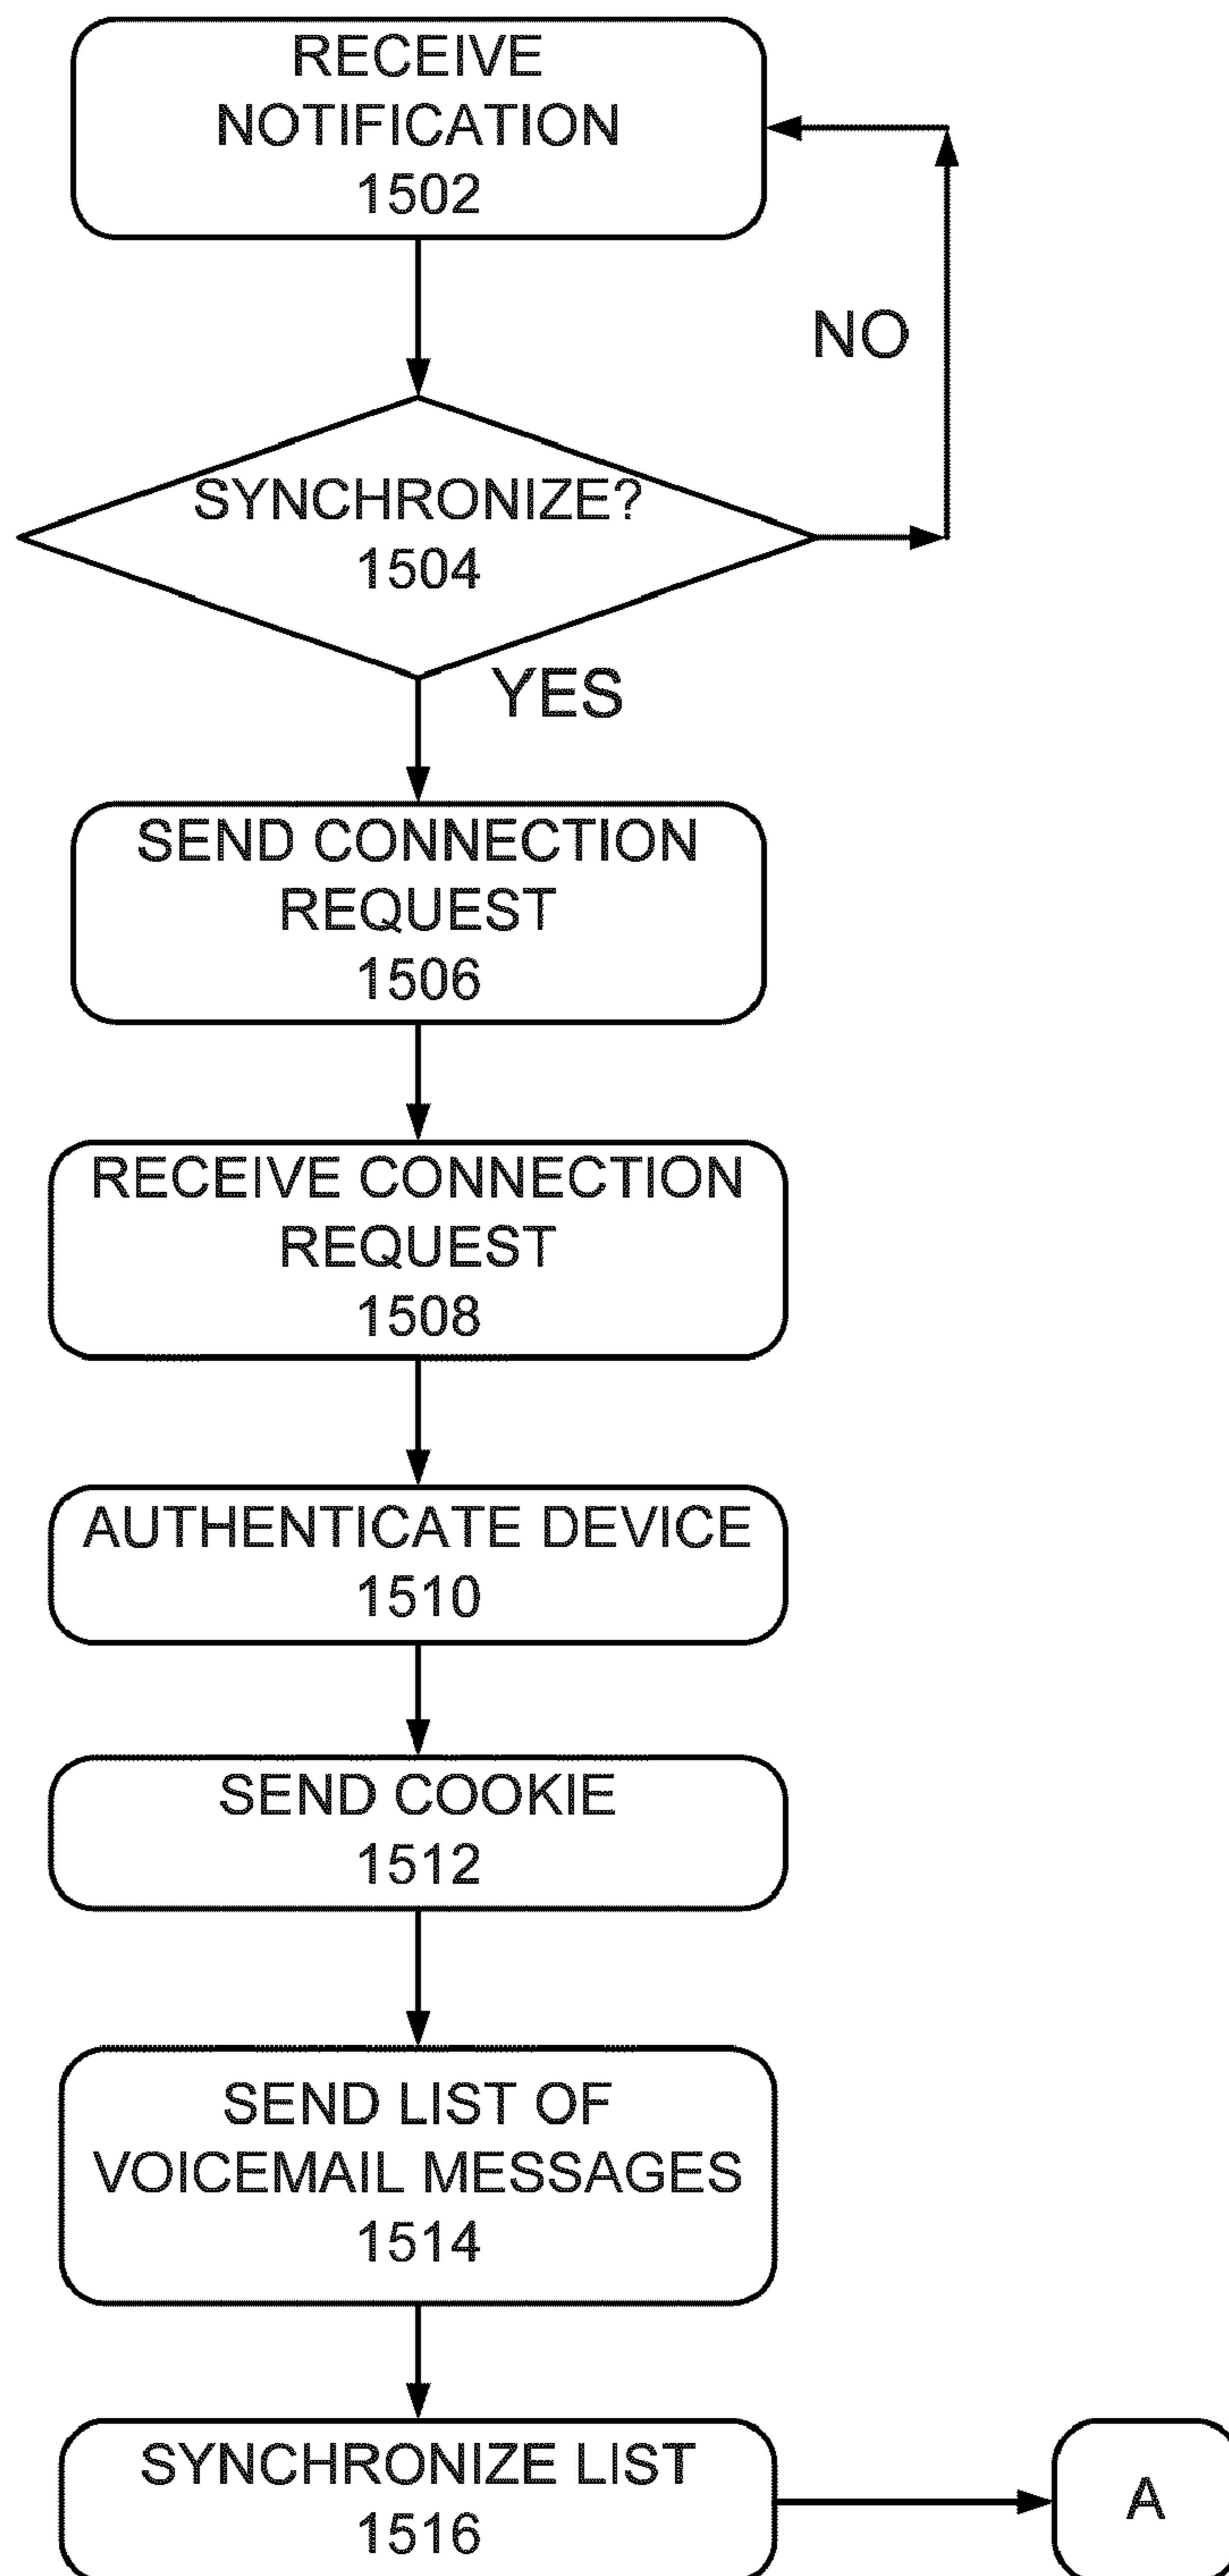 RECEIVE
NOTIFICATION
1502
NO
SYNCHRONIZE?
1504
YES
SEND CONNECTION
REQUEST
1506
RECEIVE CONNECTION
REQUEST
1508
AUTHENTICATE DEVICE
1510
SEND COOKIE
1512
SEND LIST OF
VOICEMAIL MESSAGES
1514
SYNCHRONIZE LIST
1516
A